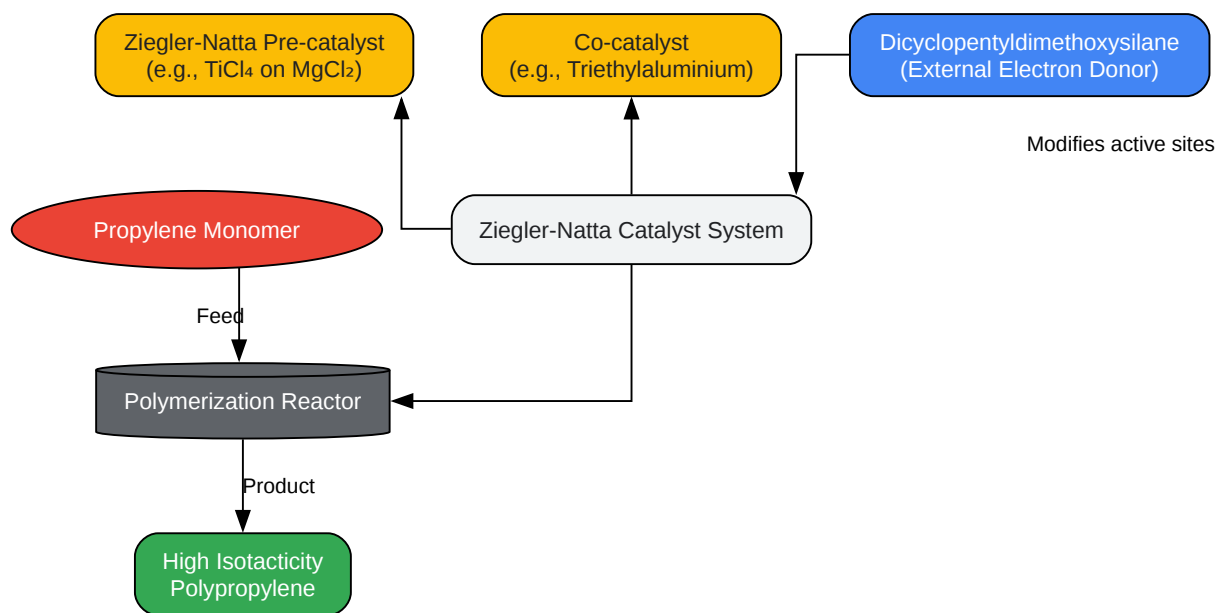 Ziegler-Natta Pre-catalyst
(e.g., TiCl₄ on MgCl₂)
Co-catalyst
(e.g., Triethylaluminium)
Dicyclopentyldimethoxysilane
(External Electron Donor)
Modifies active sites
Propylene Monomer
Ziegler-Natta Catalyst System
Feed
Polymerization Reactor
Product
High Isotacticity
Polypropylene